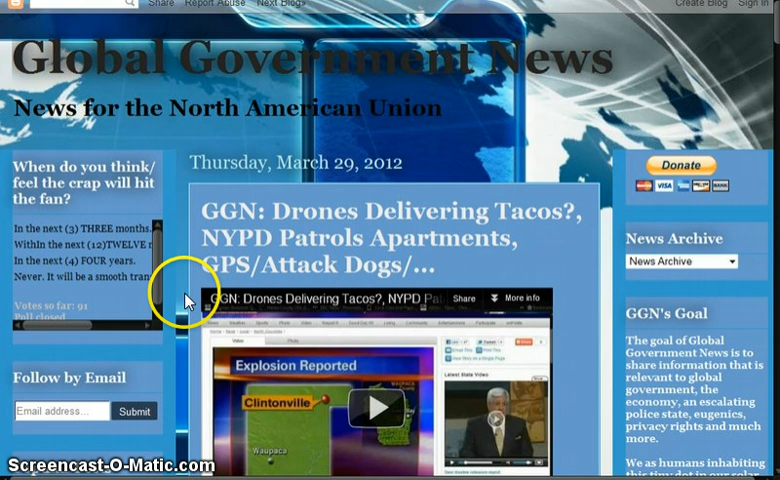 Share Report Abuse Next Blog» Create Blog Sign In
Global Government News
News for the North American Union
When do you think/
feel the crap will hit
the fan?
In the next (3) THREE months.
WithIn the next (12)TWELVE
In the next (4) FOUR years.
Never. It will be a smooth
Votes so far: 91
Poll closed
Follow by Email
Email address...
Submit
Thursday, March 29, 2012
GGN: Drones Delivering Tacos?,
NYPD Patrols Apartments,
GPS/Attack Dogs/...
GGN: Drones Delivering Tacos?, NYPD Share More info
Video
Explosion Reported
Clintonville
Waupaca
Latest State Video
Donate
VISA
News Archive
News Archive
GGN's Goal
The goal of Global
Government News is to
share information that is
relevant to global
government, the
economy, an escalating
police state, eugenics,
privacy rights and much
more.
We as humans inhabiting
this tiny dot in our solar
Screencast-O-Matic.com